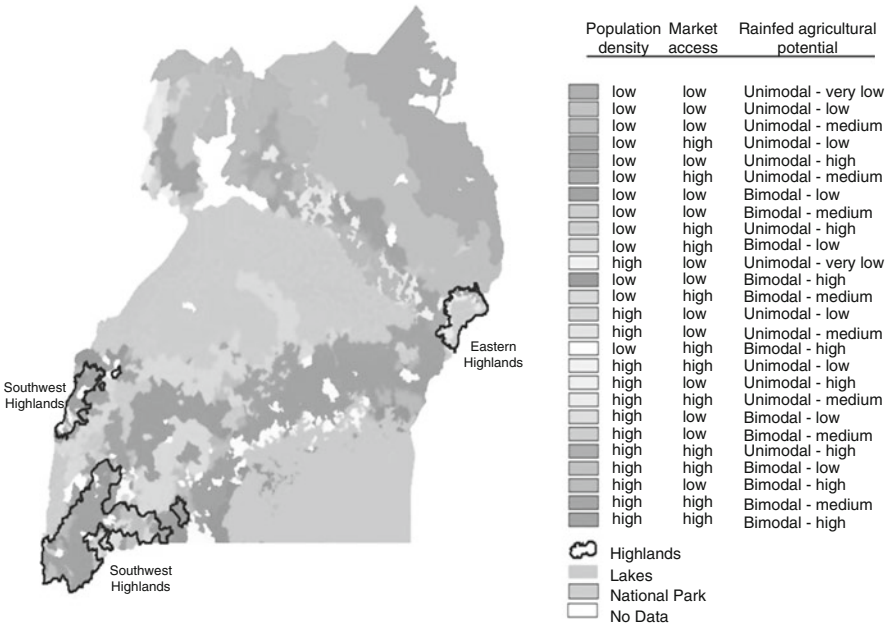 Population Market Rainfed agricultural
density access potential
low low Unimodal - very low
low low Unimodal - low
low low Unimodal - medium
low high Unimodal - low
low low Unimodal - high
low high Unimodal - medium
low low Bimodal - low
low low Bimodal - medium
low high Unimodal - high
low high Bimodal - low
high low Unimodal - very low
low low Bimodal - high
low high Bimodal - medium
high low Unimodal - low
high low Unimodal - medium
low high Bimodal - high
high high Unimodal - low
high low Unimodal - high
high high Unimodal - medium
high low Bimodal - low
high low Bimodal - medium
high high Unimodal - high
high high Bimodal - low
high low Bimodal - high
high high Bimodal - medium
high high Bimodal - high
Highlands
Lakes
National Park
No Data
Eastern
Highlands
Southwest
Highlands
Southwest
Highlands